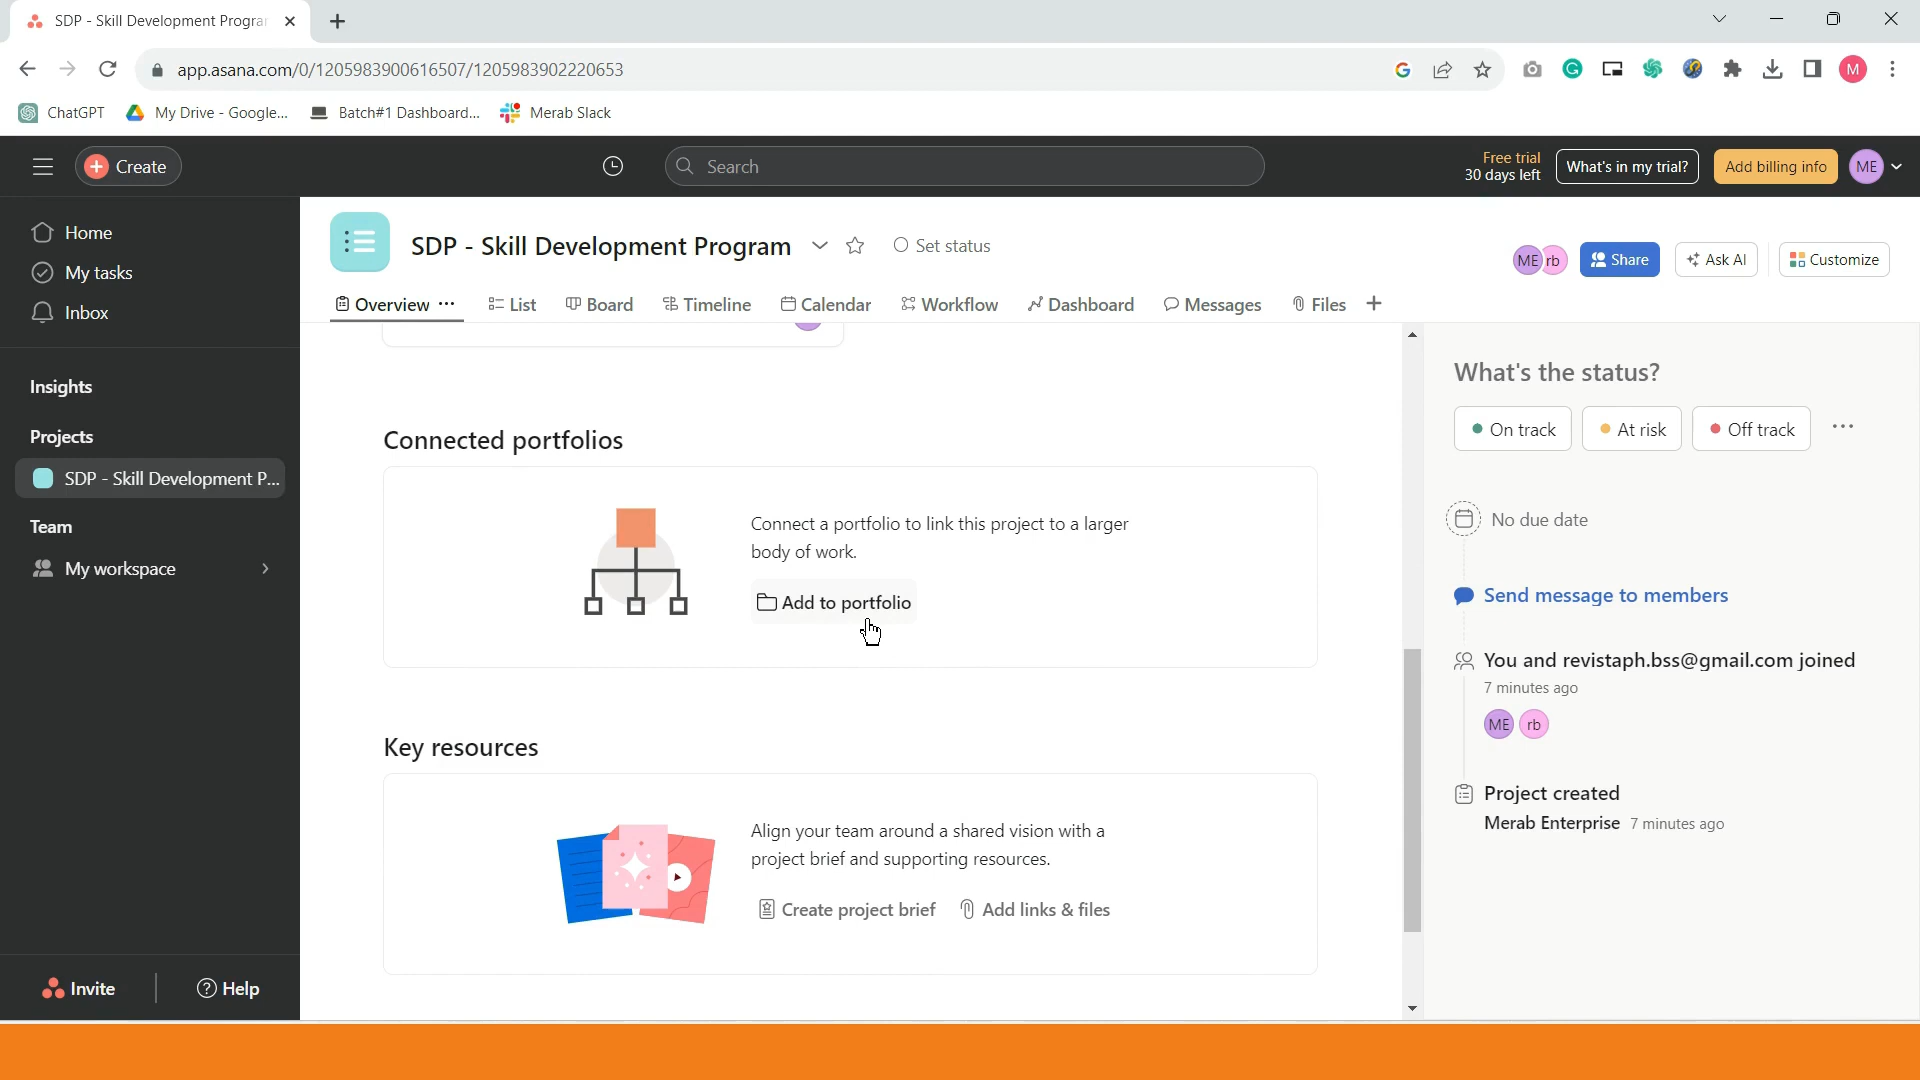 SDP - Skill Development Progra
app.asana.com/0/1205983900616507/1205983902220653
G
M
ChatGPT
My Drive - Google...
Batch#1 Dashboard...
Merab Slack
Create
Search
Free trial
30 days left
What's in my trial?
Add billing info
ME
Home
My tasks
Inbox
Insights
Projects
SDP - Skill Development P...
Team
My workspace
Invite
Help
SDP - Skill Development Program
Set status
ME rb
Share
Ask AI
Customize
Overview
List
Board
Timeline
Calendar
Workflow
Dashboard
Messages
Files
Connected portfolios
Connect a portfolio to link this project to a larger
body of work.
Add to portfolio
Key resources
Align your team around a shared vision with a
project brief and supporting resources.
Create project brief
Add links & files
What's the status?
On track
At risk
Off track
No due date
Send message to members
You and revistaph.bss@gmail.com joined
7 minutes ago
ME rb
Project created
Merab Enterprise 7 minutes ago